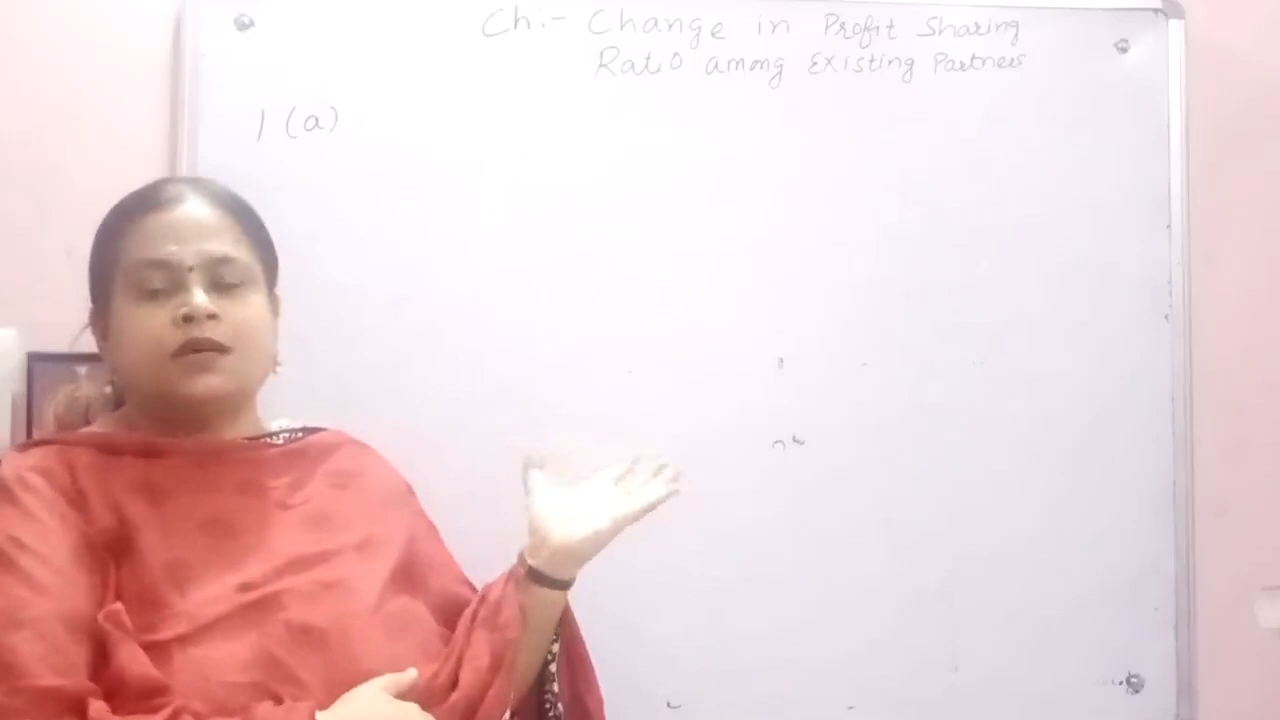 Ch:- Change in Profit Sharing
Ratio among Existing Partners
1 (a)